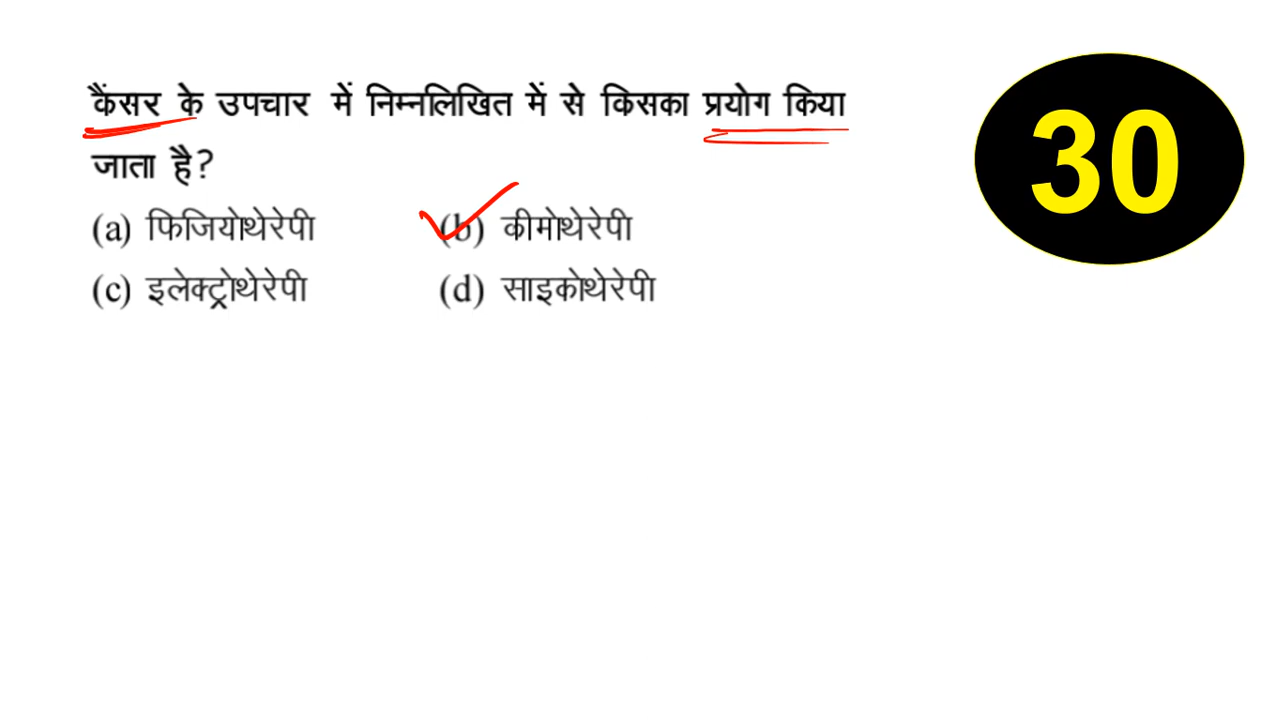 कैंसर के उपचार में निम्नलिखित में से किसका प्रयोग किया
जाता है?
(a) फिजियोथेरेपी (b) कीमोथेरेपी
(c) इलेक्ट्रोथेरेपी (d) साइकोथेरेपी
30